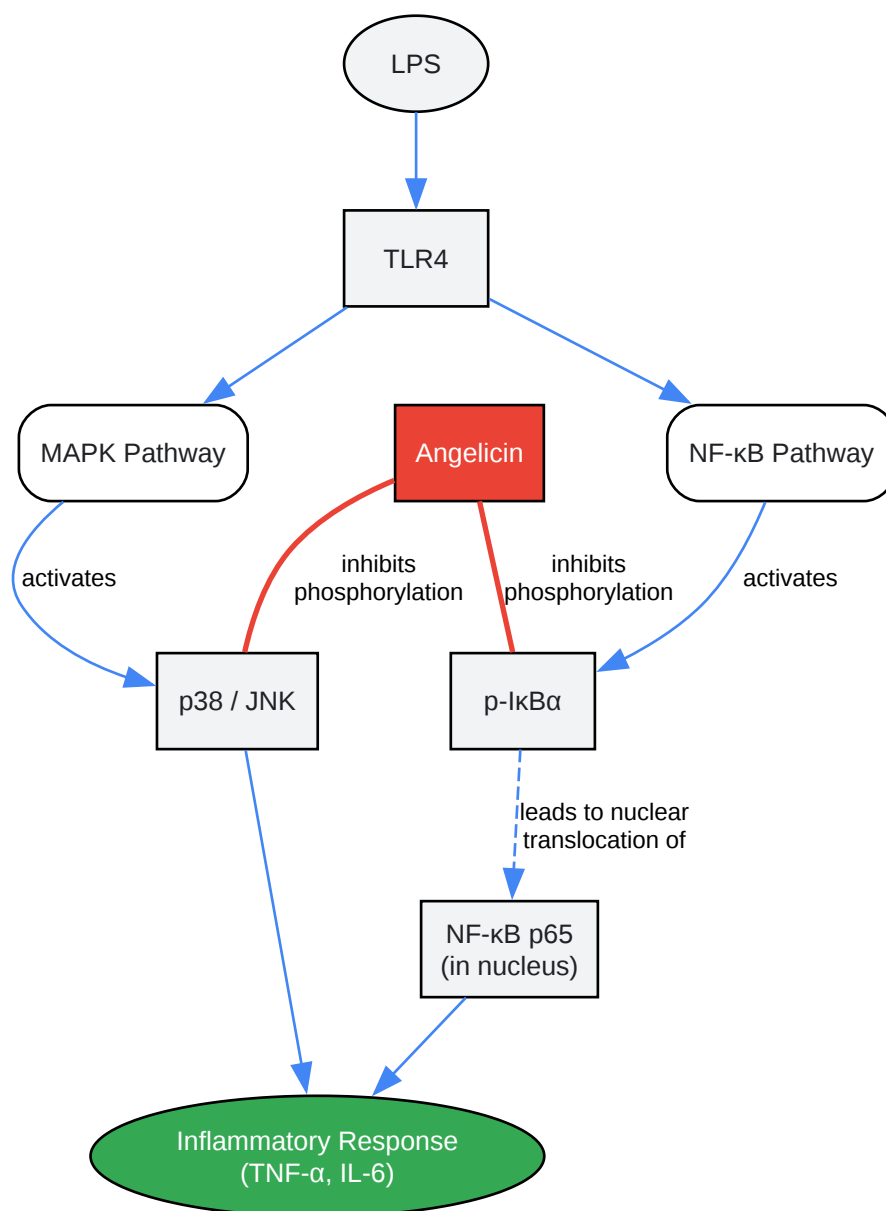 LPS
TLR4
MAPK Pathway
Angelicin
NF-κB Pathway
activates
inhibits
phosphorylation
inhibits
phosphorylation
activates
p38 / JNK
p-IκBα
leads to nuclear
translocation of
NF-κB p65
(in nucleus)
Inflammatory Response
(TNF-α, IL-6)